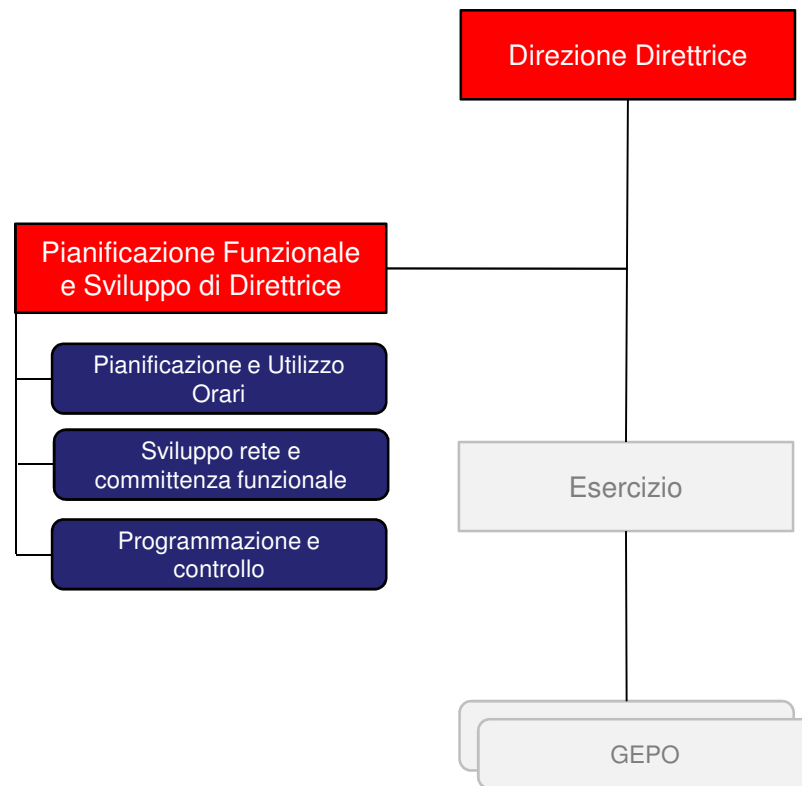 Direzione Direttrice
Pianificazione Funzionale
e Sviluppo di Direttrice
Pianificazione e Utilizzo
Orari
Sviluppo rete e
committenza funzionale
Programmazione e
controllo
Esercizio
GEPO